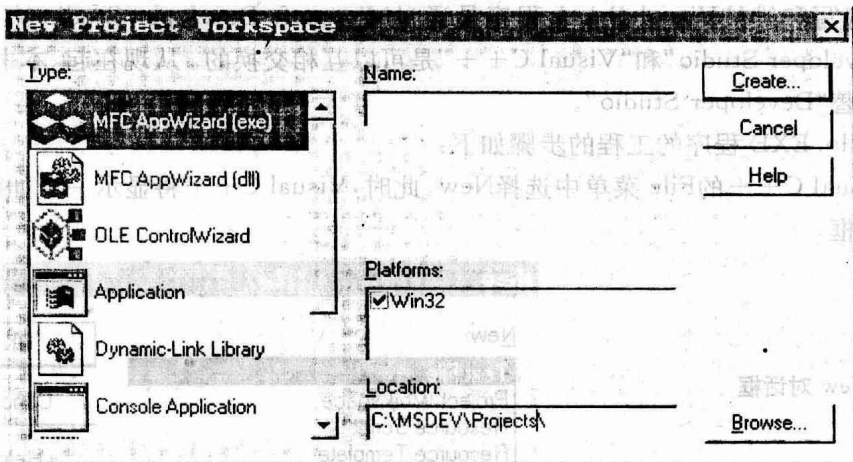 New Project Workspace
Type:
MFC AppWizard (exe)
MFC AppWizard (dll)
OLE ControlWizard
Application
Dynamic-Link Library
Console Application
Name:
Platforms:
Win32
Location:
C:\MSDEV\Projects\
Create...
Cancel
Help
Browse...